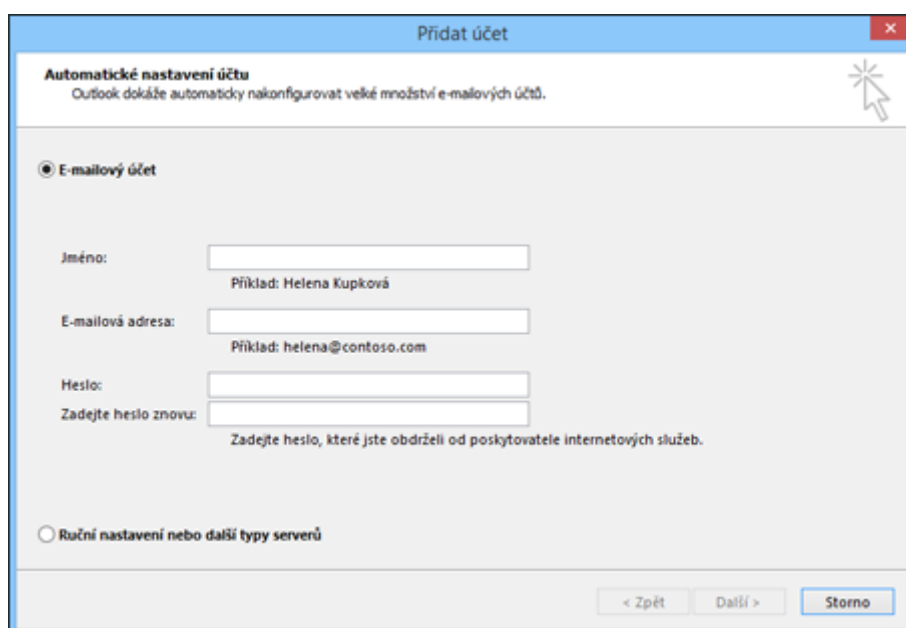 Přidat účet
Automatické nastavení účtu
Outlook dokáže automaticky nakonfigurovat velké množství e-mailových účtů.
E-mailový účet
Jméno:
Příklad: Helena Kupková
E-mailová adresa:
Příklad: helena@contoso.com
Heslo:
Zadejte heslo znovu:
Zadejte heslo, které jste obdrželi od poskytovatele internetových služeb.
Ruční nastavení nebo další typy serverů
< Zpět Další > Storno